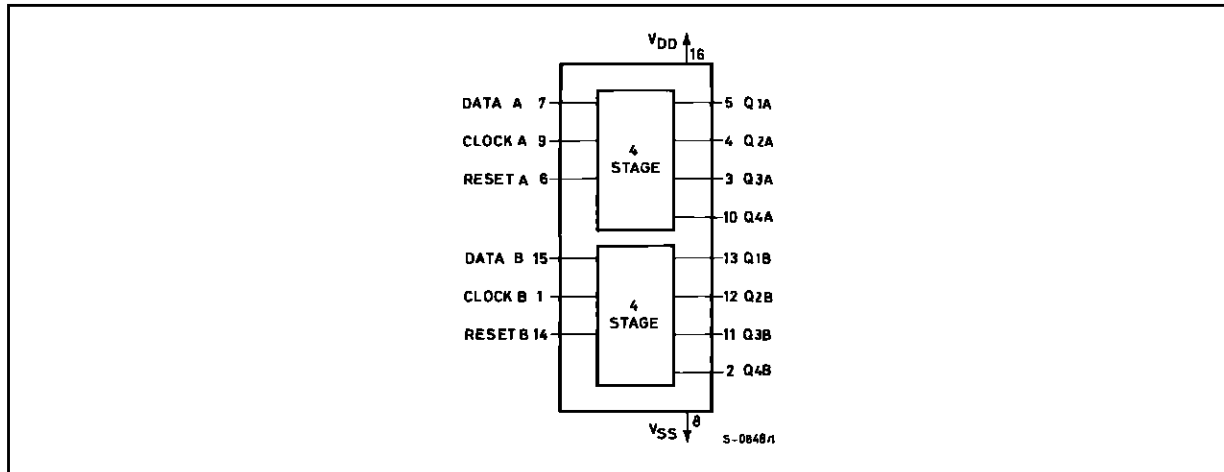 VDD
16
DATA A 7
5 Q1A
CLOCK A 9
4 Q2A
4
STAGE
RESET A 6
3 Q3A
10 Q4A
DATA B 15
13 Q1B
CLOCK B 1
12 Q2B
4
STAGE
RESET B 14
11 Q3B
2 Q4B
8
VSS
S-0848/1